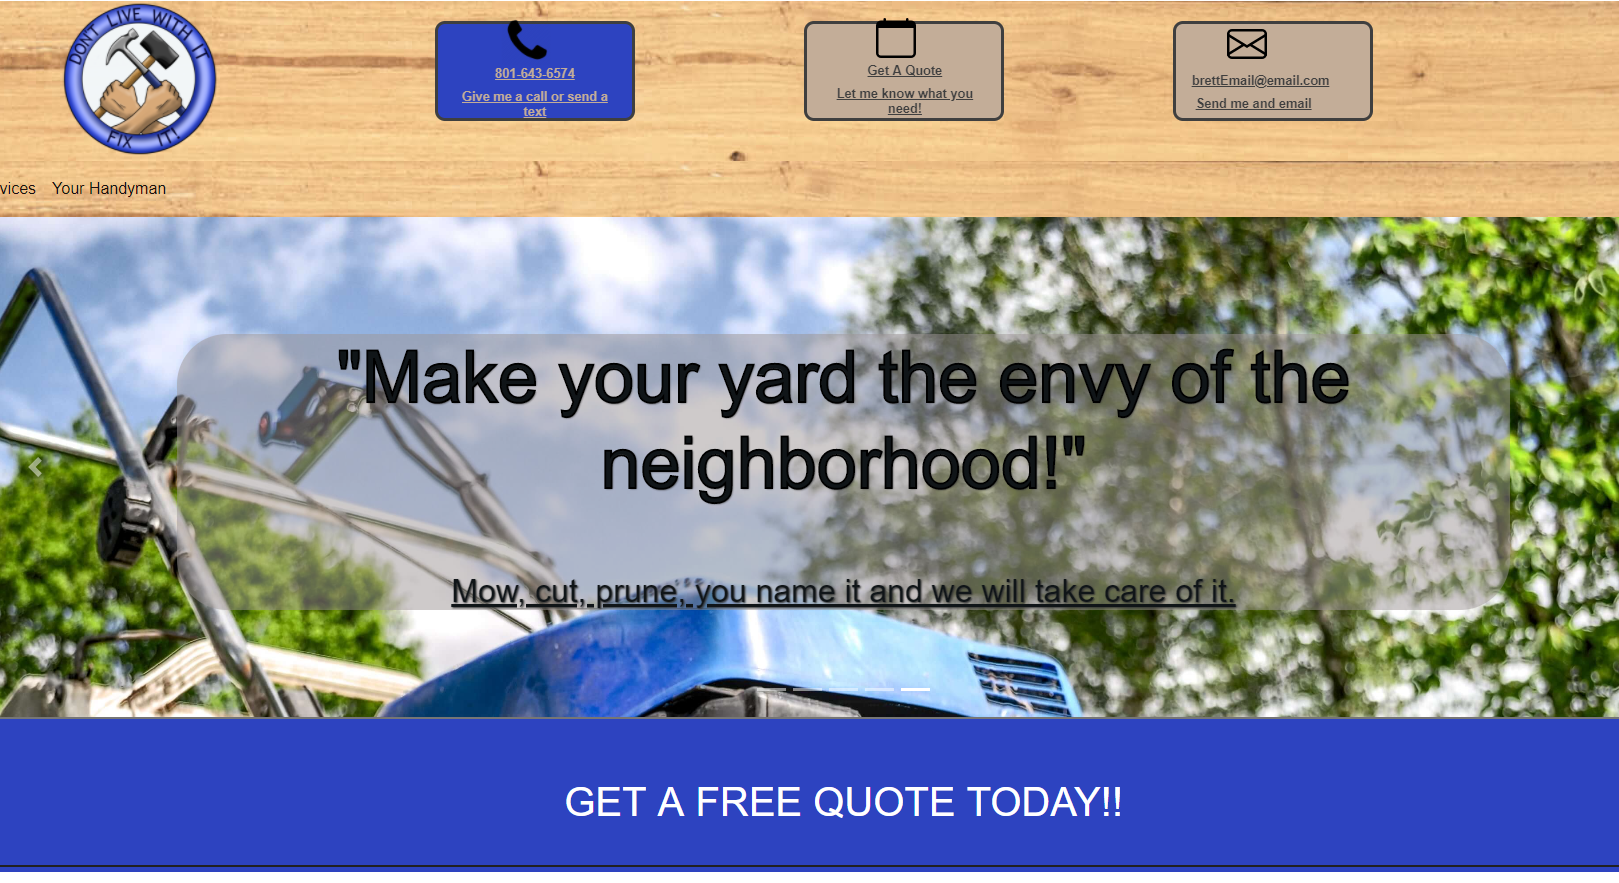 DON'T LIVE WITH IT
FIX IT!
801-643-6574
Give me a call or send a
text
Get A Quote
Let me know what you
need!
brettEmail@email.com
Send me and email
vices Your Handyman
"Make your yard the envy of the
neighborhood!"
Mow, cut, prune, you name it and we will take care of it.
GET A FREE QUOTE TODAY!!